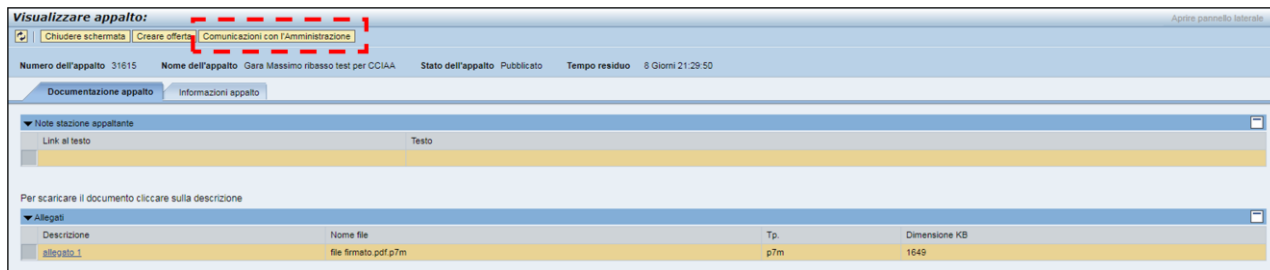 Visualizzare appalto: Aprire pannello laterale
Chiudere schermata Creare offerta Comunicazioni con l'Amministrazione
Numero dell'appalto 31615 Nome dell'appalto Gara Massimo ribasso test per CCIAA Stato dell'appalto Pubblicato Tempo residuo 8 Giorni 21:29:50
Documentazione appalto Informazioni appalto
Note stazione appaltante
Link al testo Testo
Per scaricare il documento cliccare sulla descrizione
Allegati
Descrizione Nome file Tp. Dimensione KB
allegato 1 file firmato.pdf.p7m p7m 1649